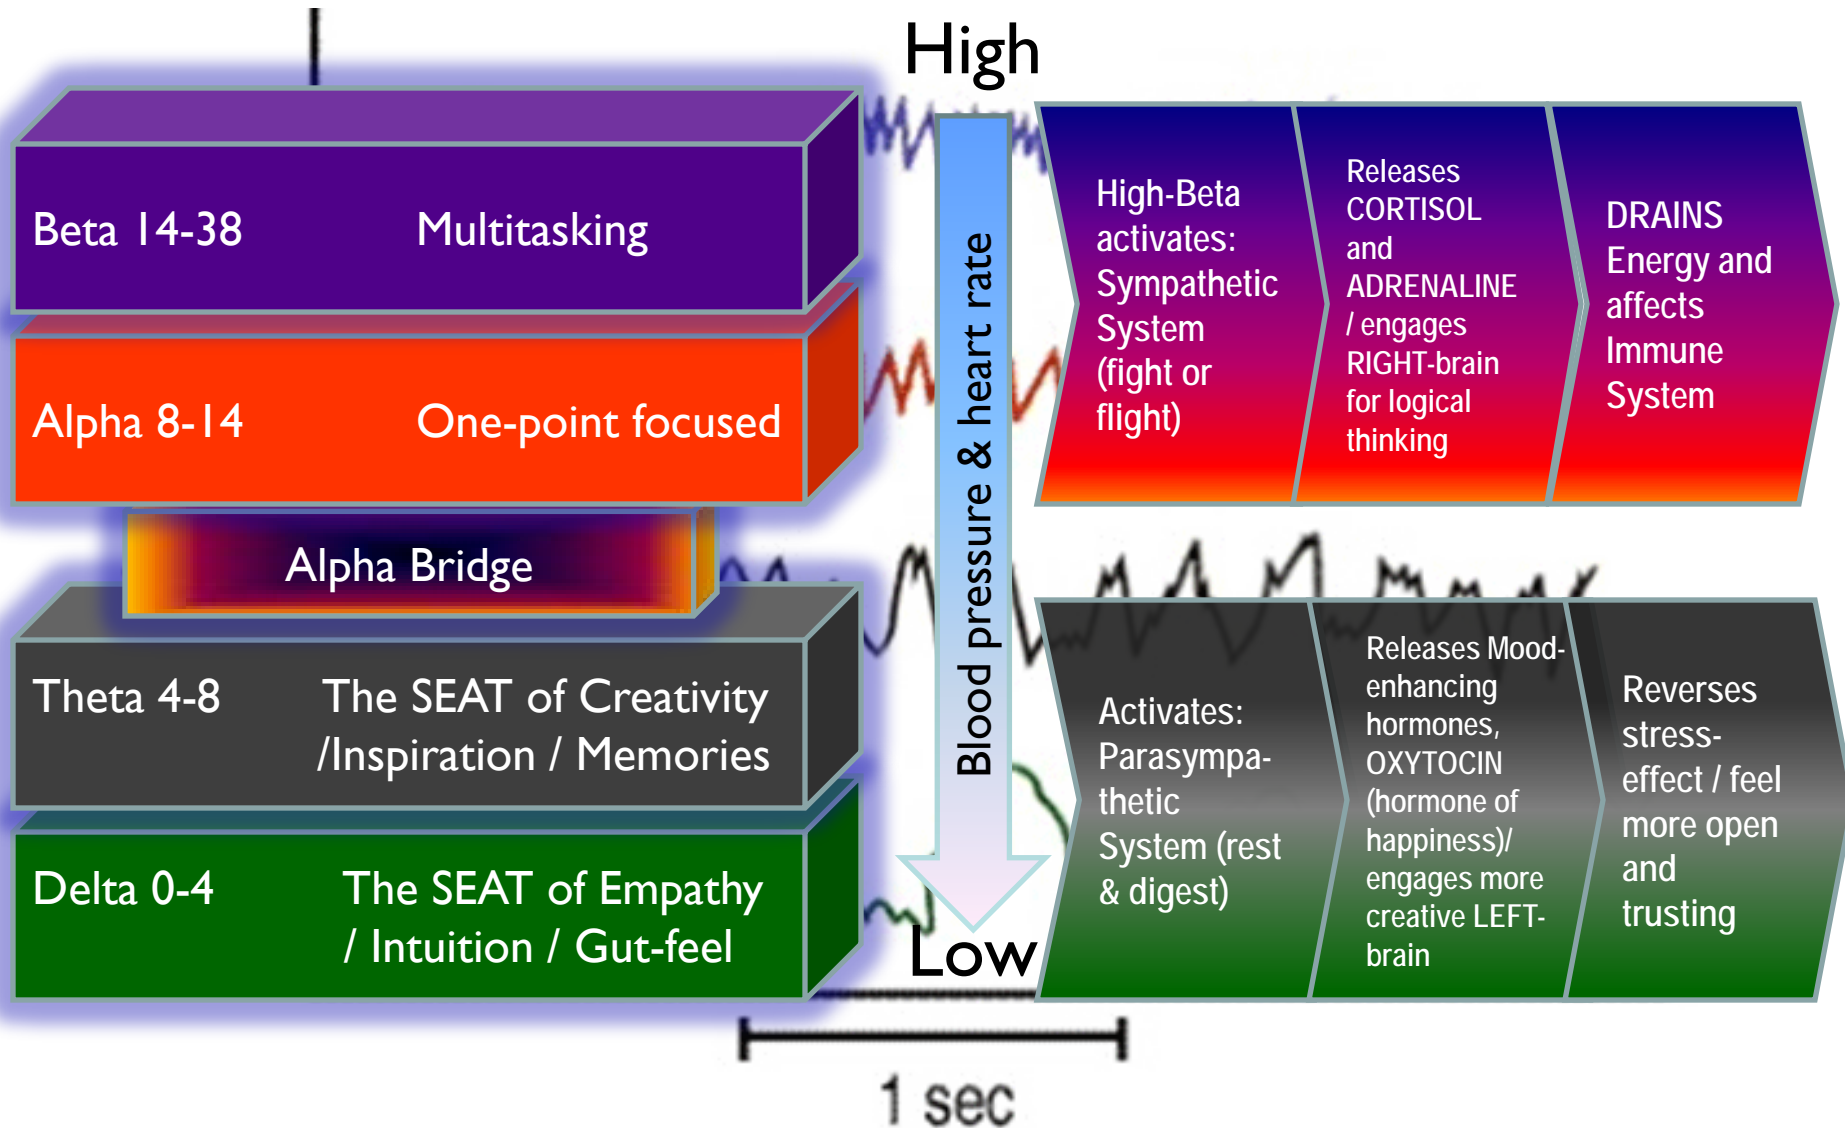 High
Beta 14-38 Multitasking
Alpha 8-14 One-point focused
Alpha Bridge
Theta 4-8 The SEAT of Creativity
/Inspiration / Memories
Delta 0-4 The SEAT of Empathy
/ Intuition / Gut-feel
Blood pressure & heart rate
Low
High-Beta
activates:
Sympathetic
System
(fight or
flight)
Releases
CORTISOL
and
ADRENALINE
/ engages
RIGHT-brain
for logical
thinking
DRAINS
Energy and
affects
Immune
System
Activates:
Parasympa-
thetic
System (rest
& digest)
Releases Mood-
enhancing
hormones,
OXYTOCIN
(hormone of
happiness)/
engages more
creative LEFT-
brain
Reverses
stress-
effect / feel
more open
and
trusting
1 sec